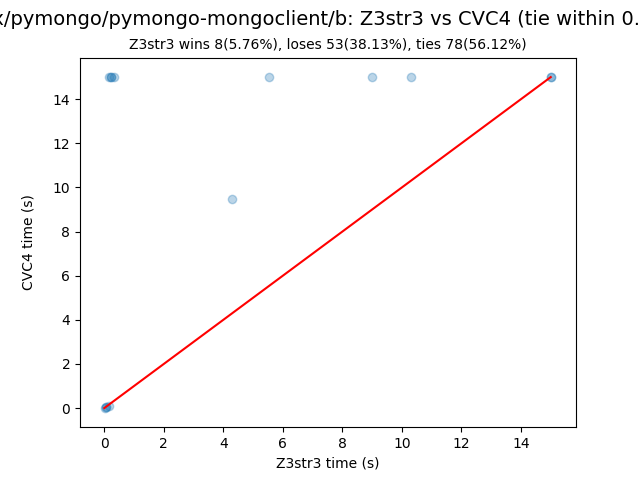 x/pymongo/pymongo-mongoclient/b: Z3str3 vs CVC4 (tie within 0.
Z3str3 wins 8(5.76%), loses 53(38.13%), ties 78(56.12%)
14
12
10
8
6
4
2
0
CVC4 time (s)
0 2 4 6 8 10 12 14
Z3str3 time (s)